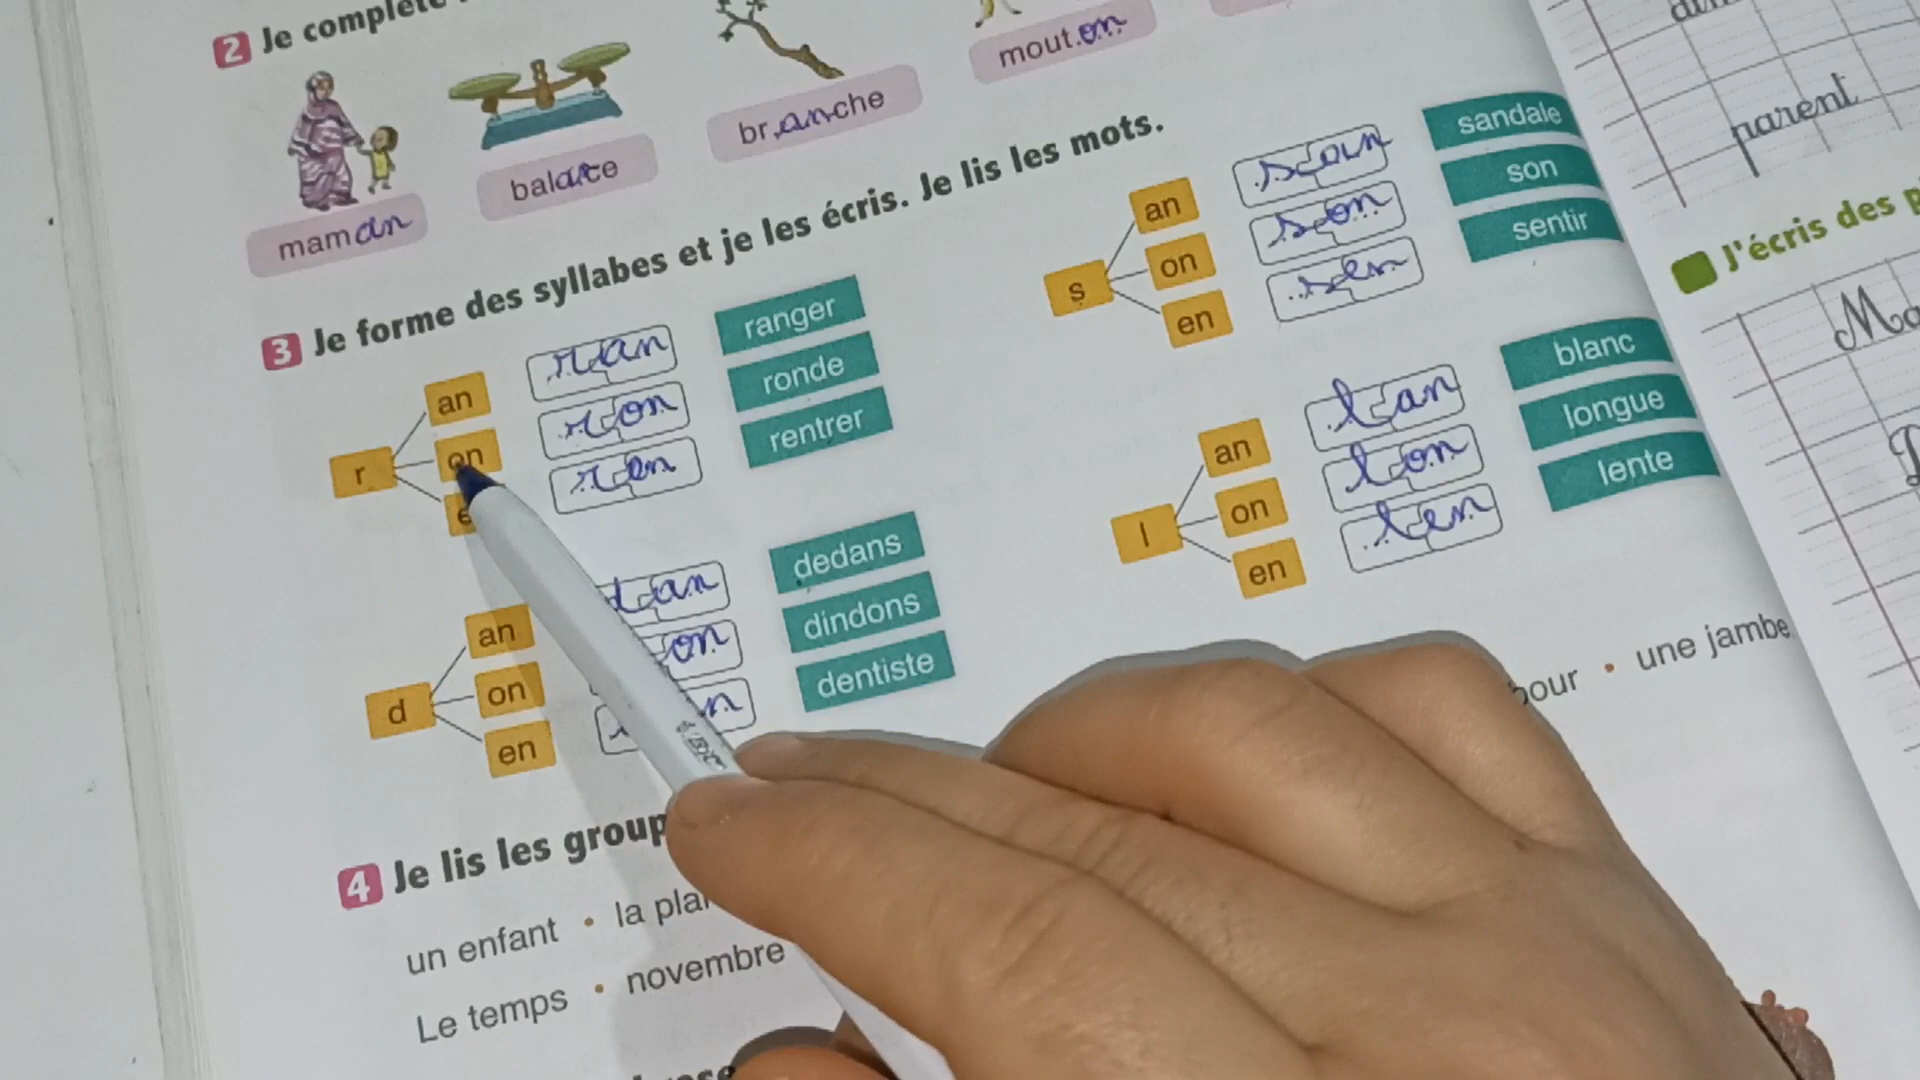 2 Je complète
maman
balance
branche
mouton
3 Je forme des syllabes et je les écris. Je lis les mots.
r
an
on
ran
ron
ren
ranger
ronde
rentrer
s
an
on
en
san
son
sen
sandale
son
sentir
d
an
on
en
dan
on
dedans
dindons
dentiste
l
an
on
en
lan
lon
len
blanc
longue
lente
4 Je lis les
un enfant • la
bour • une jambe
Le temps • novembre
parent
J'écris des